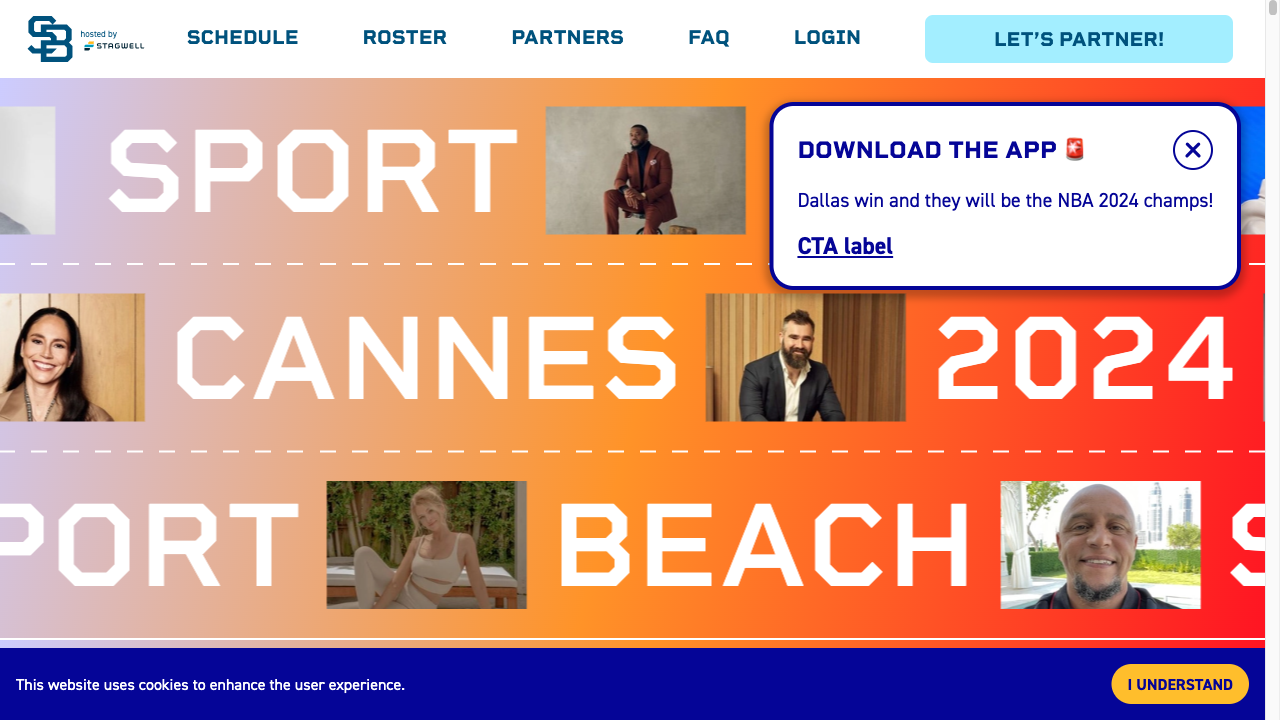 SB hosted by
STAGWELL
SCHEDULE ROSTER PARTNERS FAQ LOGIN LET’S PARTNER!
SPORT
DOWNLOAD THE APP 🚨
Dallas win and they will be the NBA 2024 champs!
CTA label
CANNES 2024
PORT BEACH S
This website uses cookies to enhance the user experience.
I UNDERSTAND